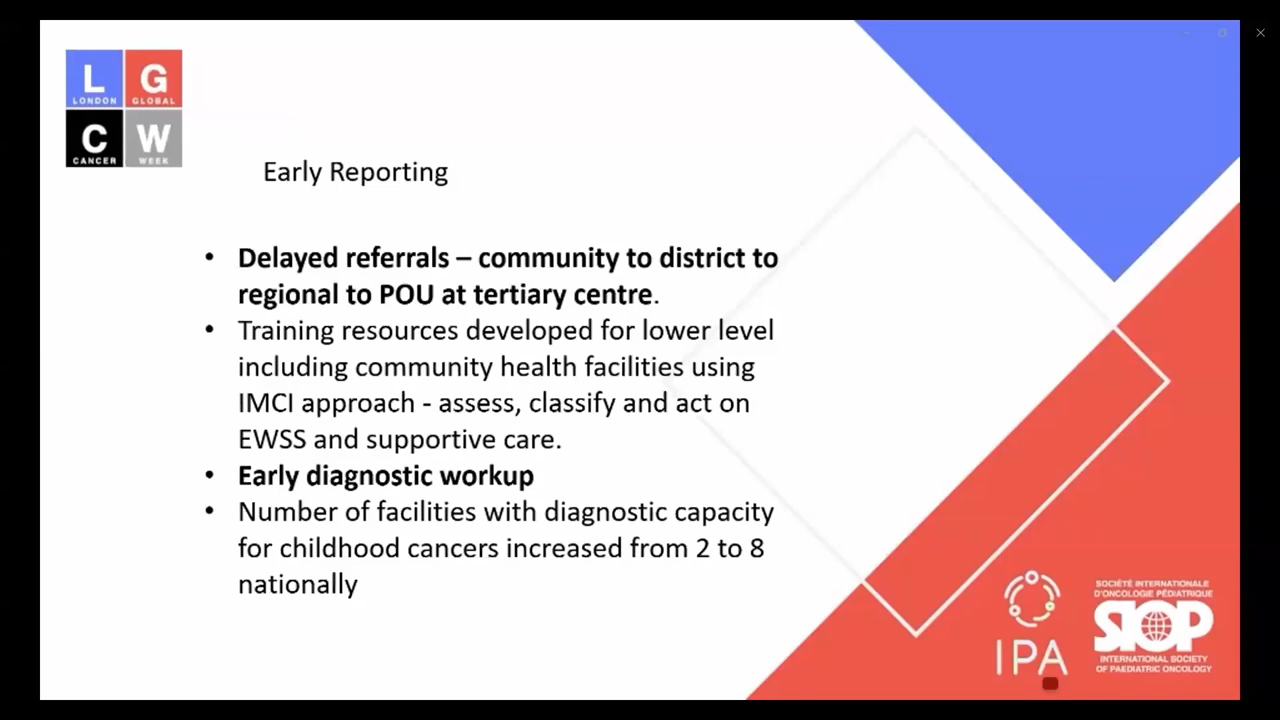 L
LONDON
G
GLOBAL
C
CANCER
W
WEEK
Early Reporting
• Delayed referrals – community to district to
regional to POU at tertiary centre.
• Training resources developed for lower level
including community health facilities using
IMCI approach - assess, classify and act on
EWSS and supportive care.
• Early diagnostic workup
• Number of facilities with diagnostic capacity
for childhood cancers increased from 2 to 8
nationally
IPA
SOCIÉTÉ INTERNATIONALE
D'ONCOLOGIE PÉDIATRIQUE
SIOP
INTERNATIONAL SOCIETY
OF PAEDIATRIC ONCOLOGY